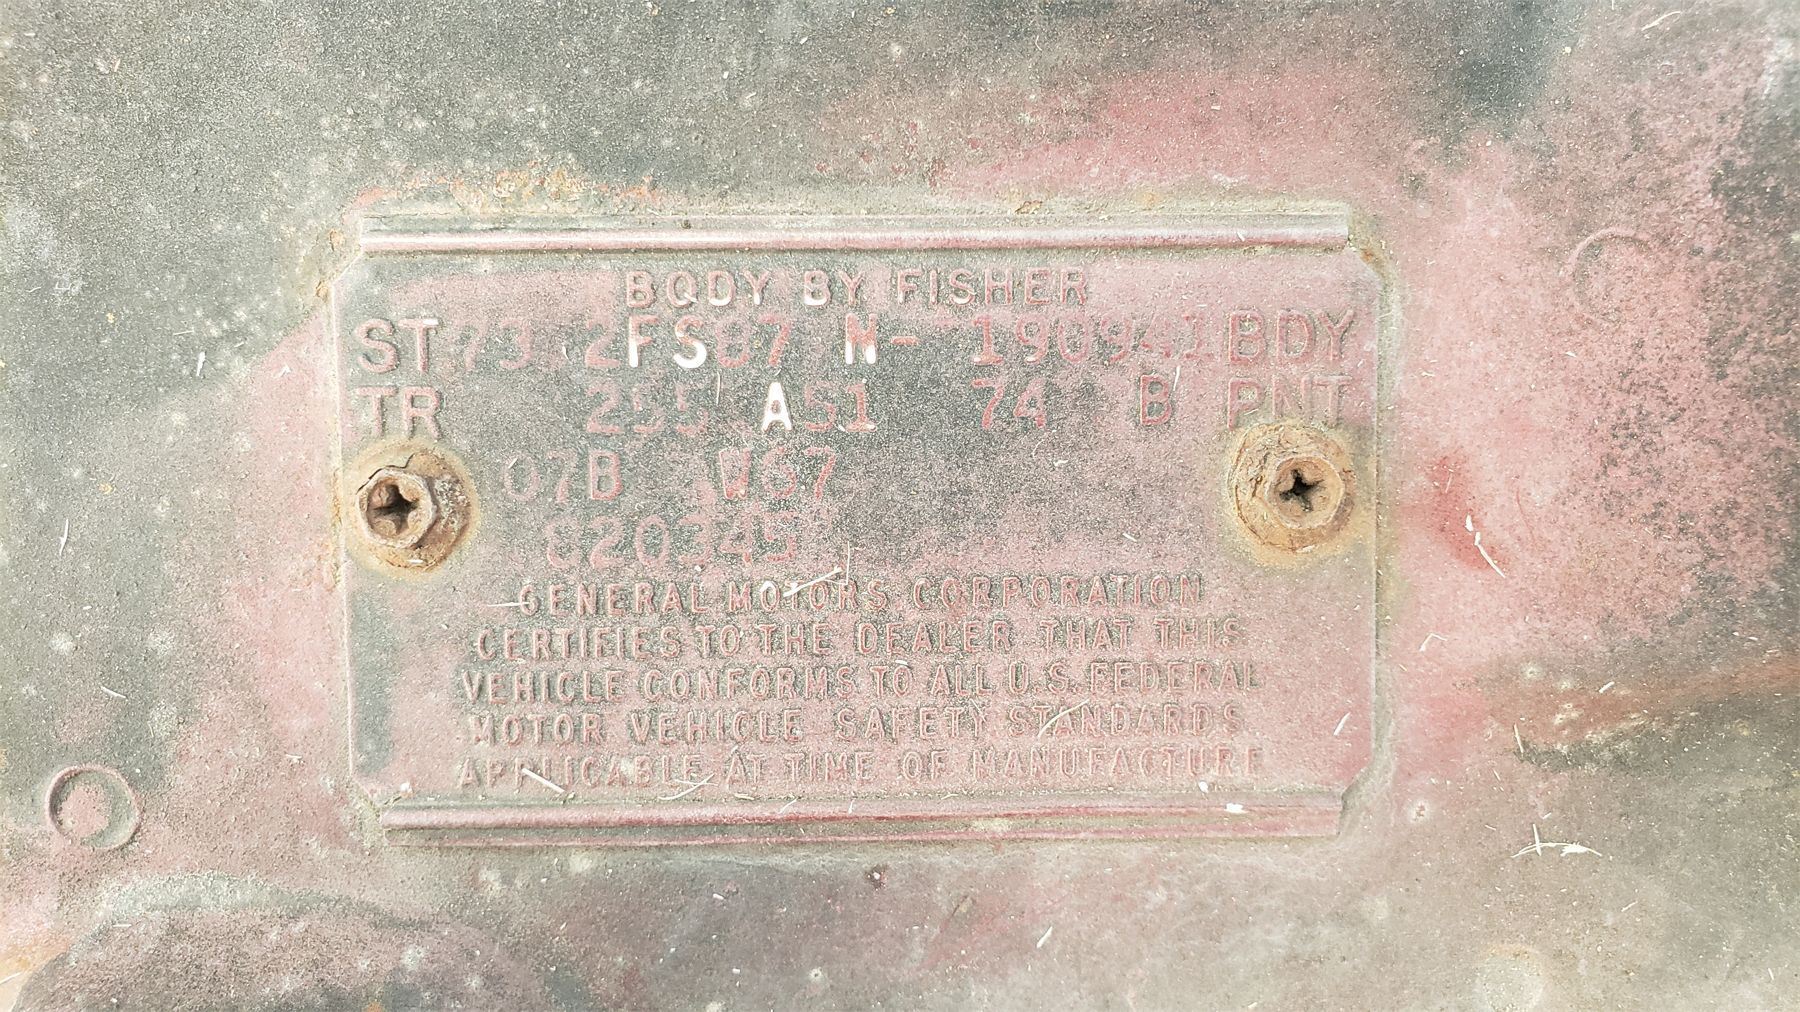 BODY BY FISHER
ST 73 2FS87 N- 190941 BDY
TR 255 A51 74 B PNT
07B W67
820345
GENERAL MOTORS CORPORATION
CERTIFIES TO THE DEALER THAT THIS
VEHICLE CONFORMS TO ALL U.S. FEDERAL
MOTOR VEHICLE SAFETY STANDARDS
APPLICABLE AT TIME OF MANUFACTURE